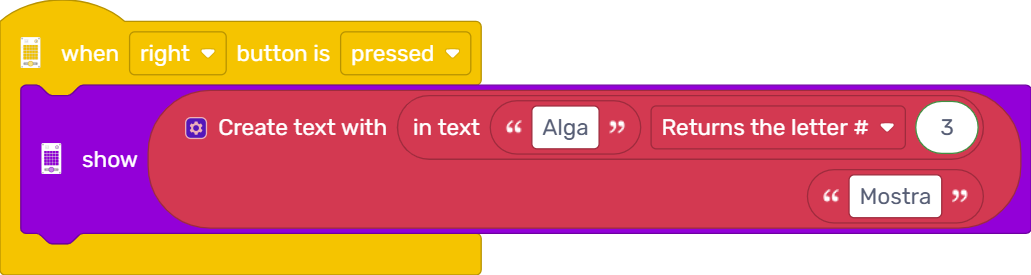 when right button is pressed
show Create text with in text “ Alga ” Returns the letter # 3
“ Mostra ”